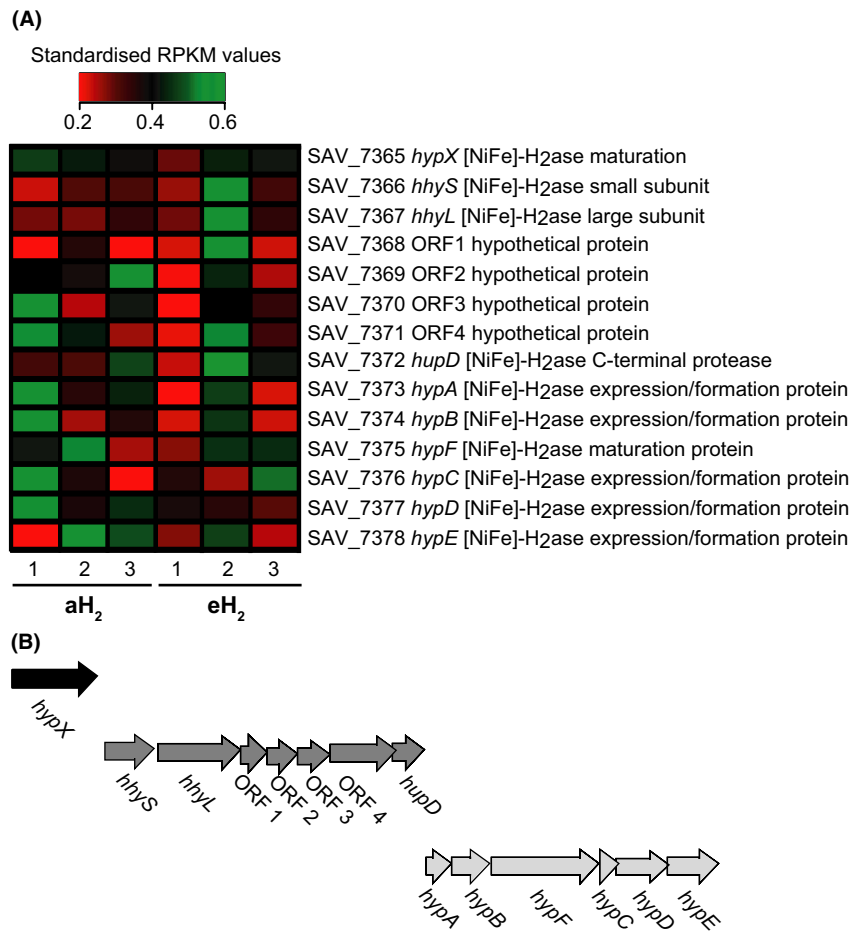 (A)
Standardised RPKM values
0.2 0.4 0.6
SAV_7365 hypX [NiFe]-H2ase maturation
SAV_7366 hhyS [NiFe]-H2ase small subunit
SAV_7367 hhyL [NiFe]-H2ase large subunit
SAV_7368 ORF1 hypothetical protein
SAV_7369 ORF2 hypothetical protein
SAV_7370 ORF3 hypothetical protein
SAV_7371 ORF4 hypothetical protein
SAV_7372 hupD [NiFe]-H2ase C-terminal protease
SAV_7373 hypA [NiFe]-H2ase expression/formation protein
SAV_7374 hypB [NiFe]-H2ase expression/formation protein
SAV_7375 hypF [NiFe]-H2ase maturation protein
SAV_7376 hypC [NiFe]-H2ase expression/formation protein
SAV_7377 hypD [NiFe]-H2ase expression/formation protein
SAV_7378 hypE [NiFe]-H2ase expression/formation protein
1 2 3 1 2 3
aH2 eH2
(B)
hypX
hhyS hhyL ORF 1 ORF 2 ORF 3 ORF 4 hupD
hypA hypB hypF hypC hypD hypE